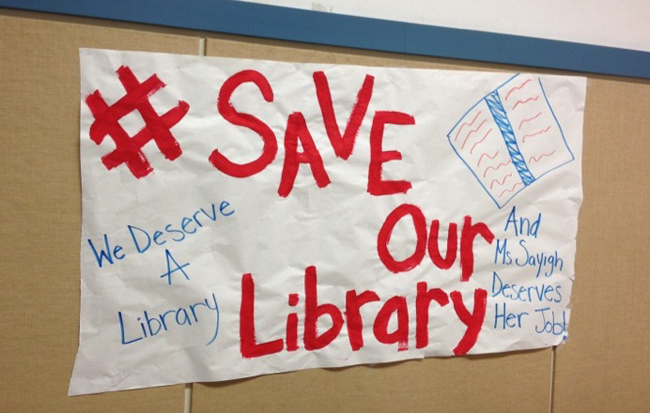 # SAVE
Our
Library
We Deserve
A
Library
And
Ms Sayigh
Deserves
Her Job!